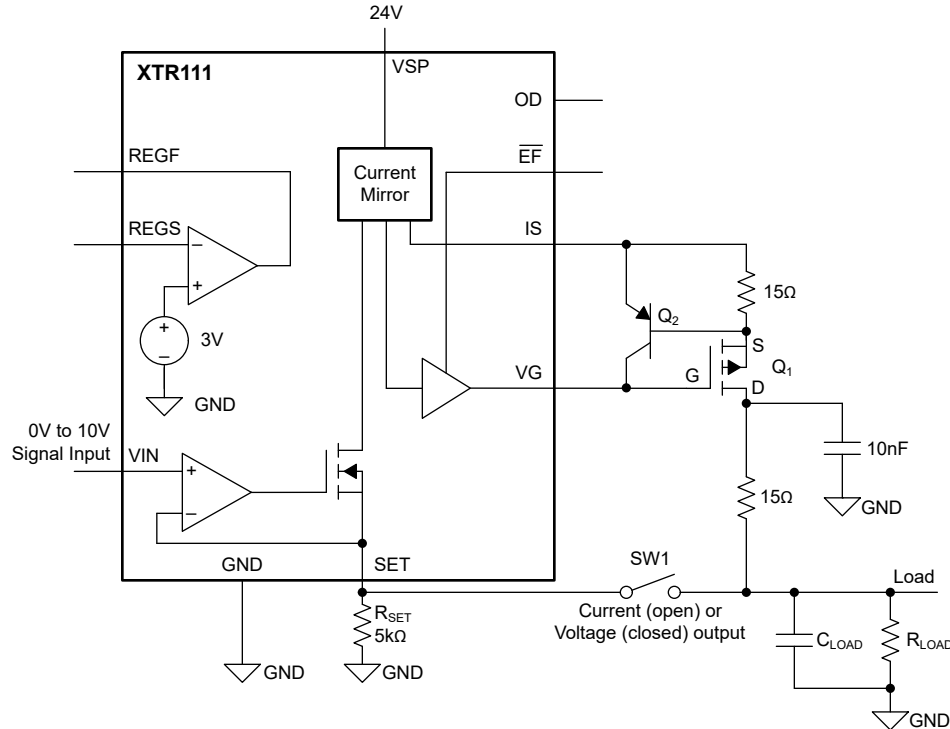 24V
XTR111
VSP
OD
REGF
EF
Current
Mirror
REGS
IS
15Ω
Q2
S
3V
VG
G
Q1
D
GND
0V to 10V
Signal Input
VIN
10nF
15Ω
GND
GND
SET
SW1
Load
RSET
5kΩ
Current (open) or
Voltage (closed) output
CLOAD
RLOAD
GND
GND
GND